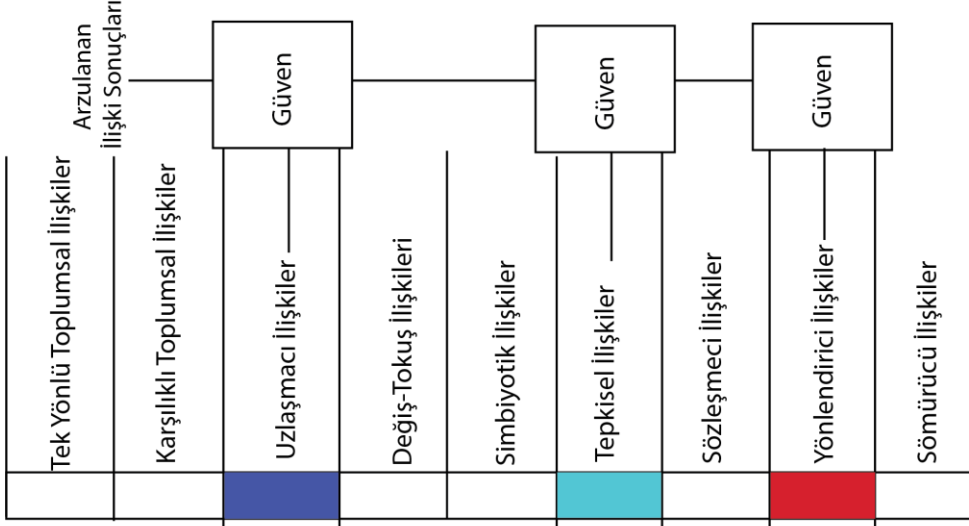 Arzulanan
İlişki Sonuçları
Güven
Güven
Güven
Tek Yönlü Toplumsal İlişkiler
Karşılıklı Toplumsal İlişkiler
Uzlaşmacı İlişkiler
Değiş-Tokuş İlişkileri
Simbiyotik İlişkiler
Tepkisel İlişkiler
Sözleşmeci İlişkiler
Yönlendirici İlişkiler
Sömürücü İlişkiler